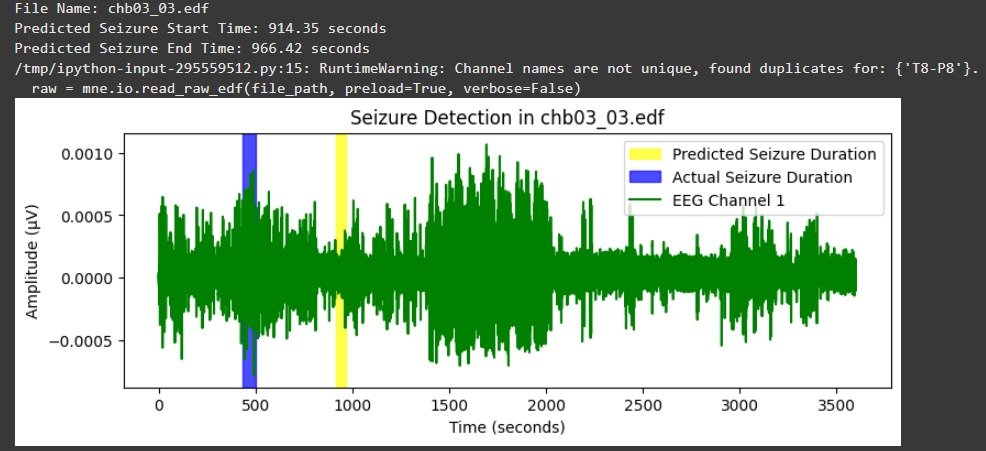 File Name: chb03_03.edf
Predicted Seizure Start Time: 914.35 seconds
Predicted Seizure End Time: 966.42 seconds
/tmp/ipython-input-295559512.py:15: RuntimeWarning: Channel names are not unique, found duplicates for: {'T8-P8'}.
raw = mne.io.read_raw_edf(file_path, preload=True, verbose=False)
Seizure Detection in chb03_03.edf
Predicted Seizure Duration
Actual Seizure Duration
EEG Channel 1
Amplitude (µV)
0.0010
0.0005
0.0000
−0.0005
0 500 1000 1500 2000 2500 3000 3500
Time (seconds)